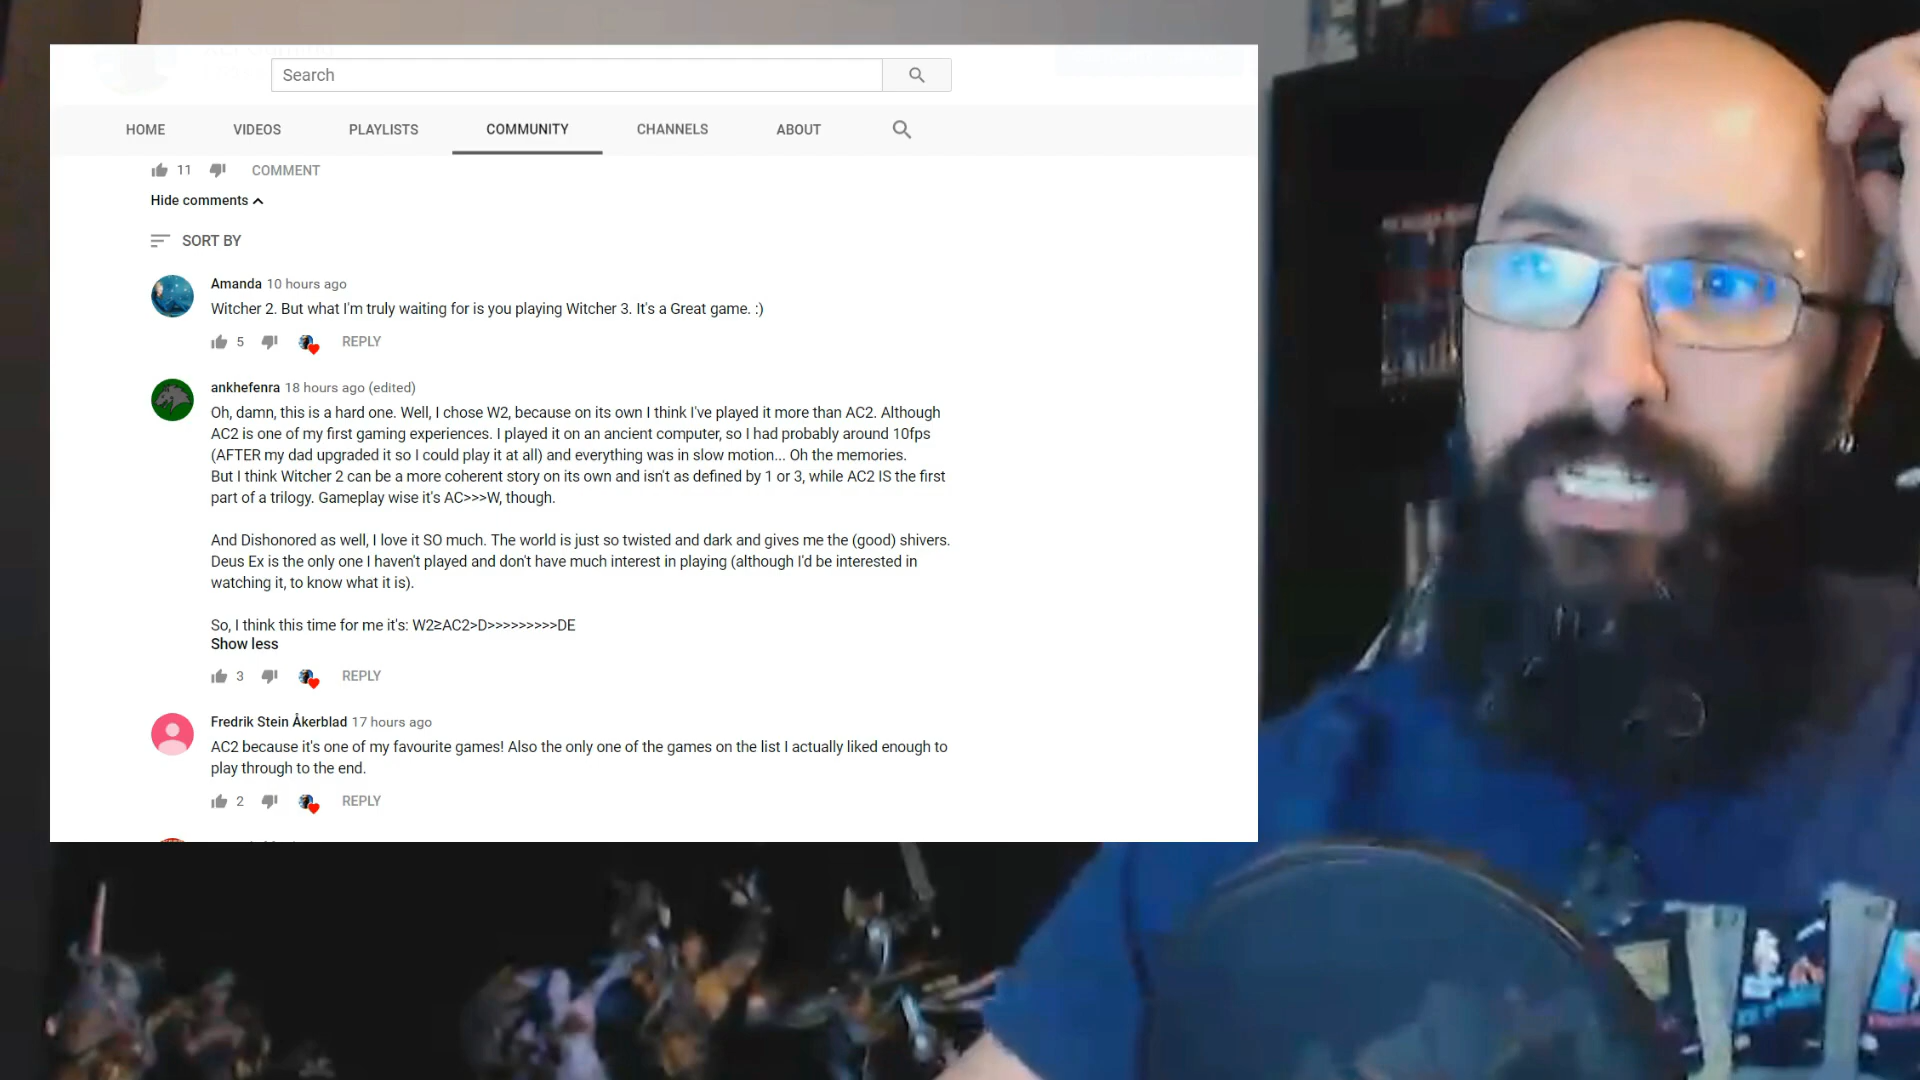 Search
HOME VIDEOS PLAYLISTS COMMUNITY CHANNELS ABOUT
11 COMMENT
Hide comments
SORT BY
Amanda 10 hours ago
Witcher 2. But what I'm truly waiting for is you playing Witcher 3. It's a Great game. :)
5 REPLY
ankhefenra 18 hours ago (edited)
Oh, damn, this is a hard one. Well, I chose W2, because on its own I think I've played it more than AC2. Although
AC2 is one of my first gaming experiences. I played it on an ancient computer, so I had probably around 10fps
(AFTER my dad upgraded it so I could play it at all) and everything was in slow motion... Oh the memories.
But I think Witcher 2 can be a more coherent story on its own and isn't as defined by 1 or 3, while AC2 IS the first
part of a trilogy. Gameplay wise it's AC>>>W, though.
And Dishonored as well, I love it SO much. The world is just so twisted and dark and gives me the (good) shivers.
Deus Ex is the only one I haven't played and don't have much interest in playing (although I'd be interested in
watching it, to know what it is).
So, I think this time for me it's: W2≥AC2>D>>>>>>>>>DE
Show less
3 REPLY
Fredrik Stein Åkerblad 17 hours ago
AC2 because it's one of my favourite games! Also the only one of the games on the list I actually liked enough to
play through to the end.
2 REPLY